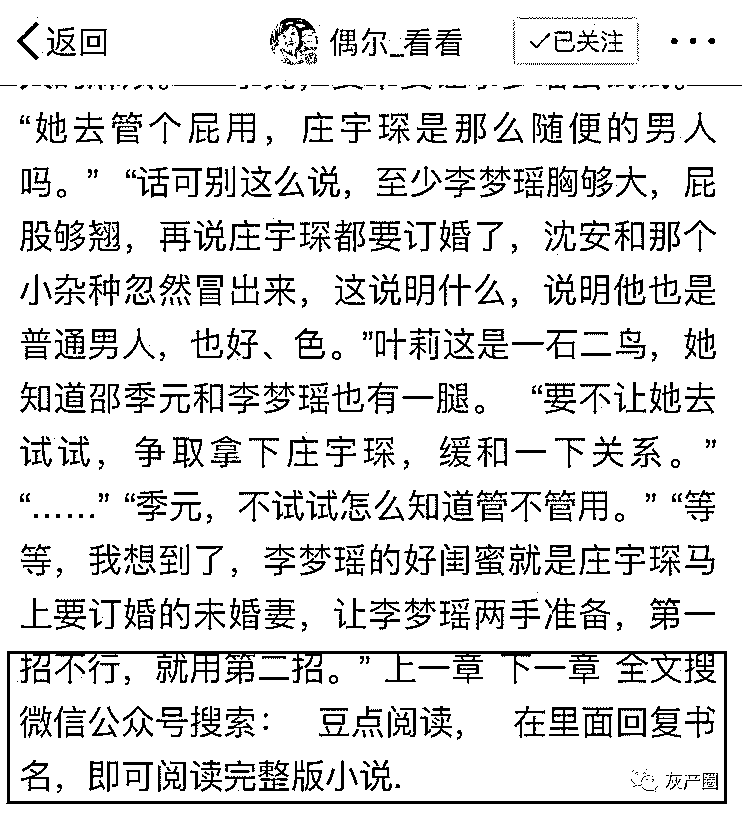 返回
偶尔_看看
✓已关注
“她去管个屁用，庄宇琛是那么随便的男人
吗。” “话可别这么说，至少李梦瑶胸够大，屁
股够翘，再说庄宇琛都要订婚了，沈安和那个
小杂种忽然冒出来，这说明什么，说明他也是
普通男人，也好、色。”叶莉这是一石二鸟，她
知道邵季元和李梦瑶也有一腿。 “要不让她去
试试，争取拿下庄宇琛，缓和一下关系。”
“……” “季元，不试试怎么知道管不管用。” “等
等，我想到了，李梦瑶的好闺蜜就是庄宇琛马
上要订婚的未婚妻，让李梦瑶两手准备，第一
招不行，就用第二招。” 上一章 下一章 全文搜
微信公众号搜索： 豆点阅读， 在里面回复书
名，即可阅读完整版小说.
灰产圈